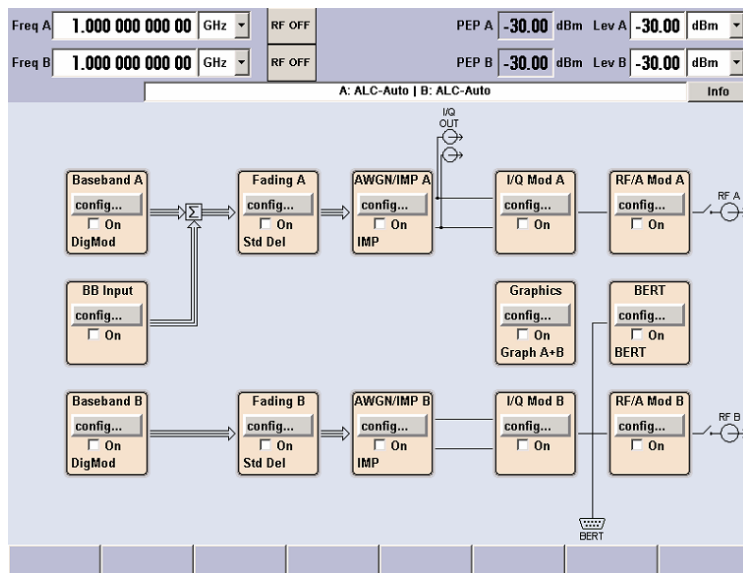 Freq A 1.000 000 000 00 GHz RF OFF PEP A -30.00 dBm Lev A -30.00 dBm
Freq B 1.000 000 000 00 GHz RF OFF PEP B -30.00 dBm Lev B -30.00 dBm
A: ALC-Auto | B: ALC-Auto Info
I/Q
OUT
Baseband A Fading A AWGN/IMP A I/Q Mod A RF/A Mod A
config... config... config... config... config... RF A
On On On On On
DigMod Std Del IMP
Σ
BB Input Graphics BERT
config... config... config...
On On On
Graph A+B BERT
Baseband B Fading B AWGN/IMP B I/Q Mod B RF/A Mod B
config... config... config... config... config... RF B
On On On On On
DigMod Std Del IMP
BERT